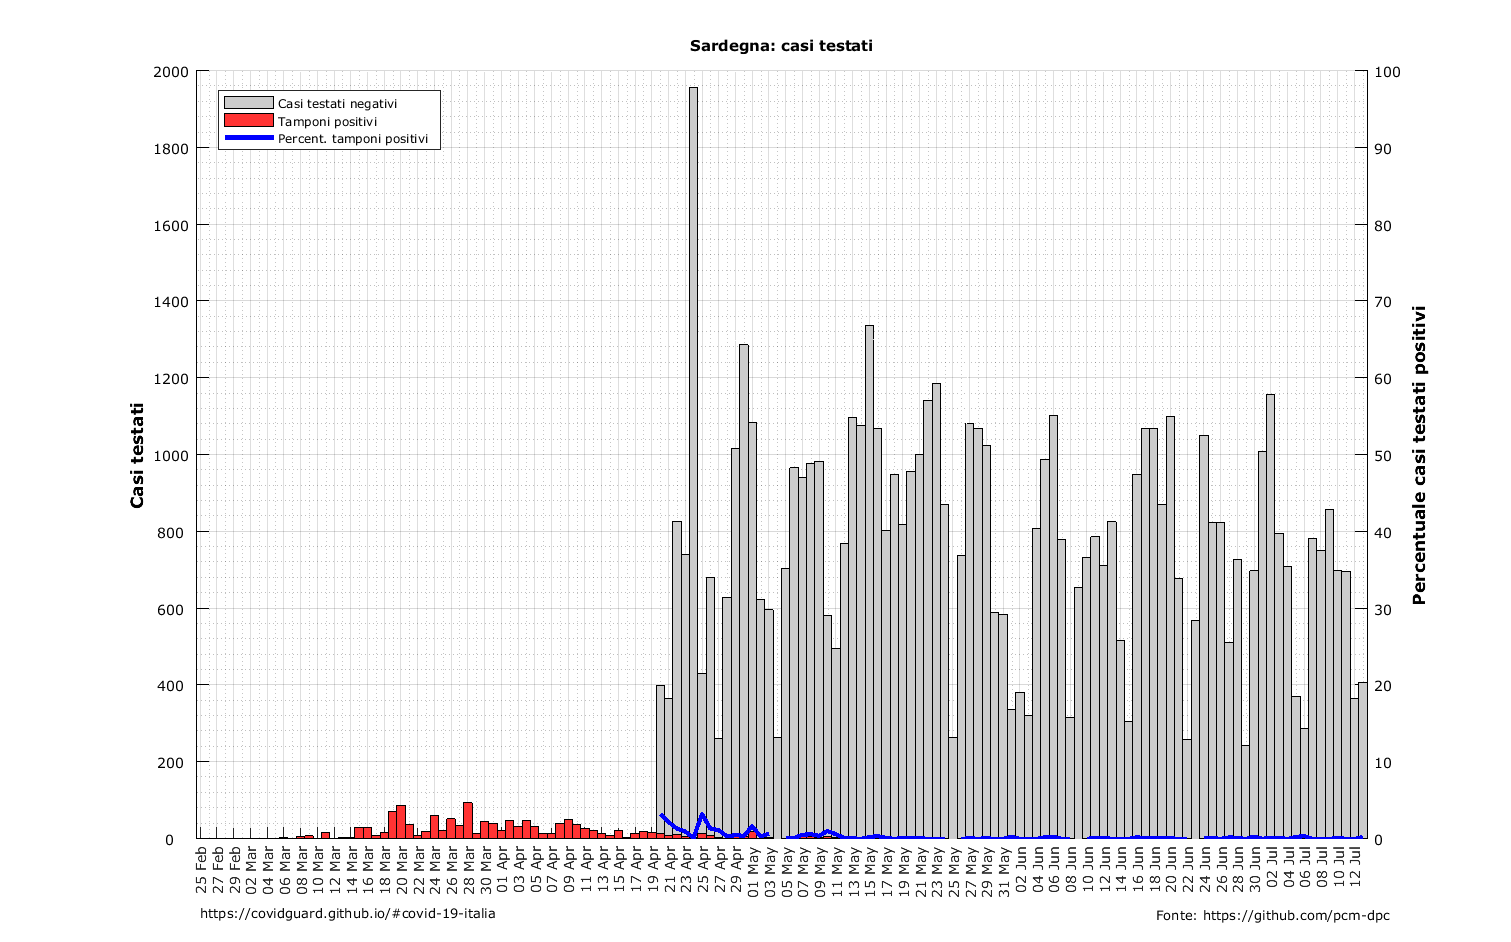 Sardegna: casi testati
Casi testati negativi
Tamponi positivi
Percent. tamponi positivi
Casi testati
2000
1800
1600
1400
1200
1000
800
600
400
200
0
100
90
80
70
60
50
40
30
20
10
0
Percentuale casi testati positivi
25 Feb
27 Feb
29 Feb
02 Mar
04 Mar
06 Mar
08 Mar
10 Mar
12 Mar
14 Mar
16 Mar
18 Mar
20 Mar
22 Mar
24 Mar
26 Mar
28 Mar
30 Mar
01 Apr
03 Apr
05 Apr
07 Apr
09 Apr
11 Apr
13 Apr
15 Apr
17 Apr
19 Apr
21 Apr
23 Apr
25 Apr
27 Apr
29 Apr
01 May
03 May
05 May
07 May
09 May
11 May
13 May
15 May
17 May
19 May
21 May
23 May
25 May
27 May
29 May
31 May
02 Jun
04 Jun
06 Jun
08 Jun
10 Jun
12 Jun
14 Jun
16 Jun
18 Jun
20 Jun
22 Jun
24 Jun
26 Jun
28 Jun
30 Jun
02 Jul
04 Jul
06 Jul
08 Jul
10 Jul
12 Jul
https://covidguard.github.io/#covid-19-italia
Fonte: https://github.com/pcm-dpc